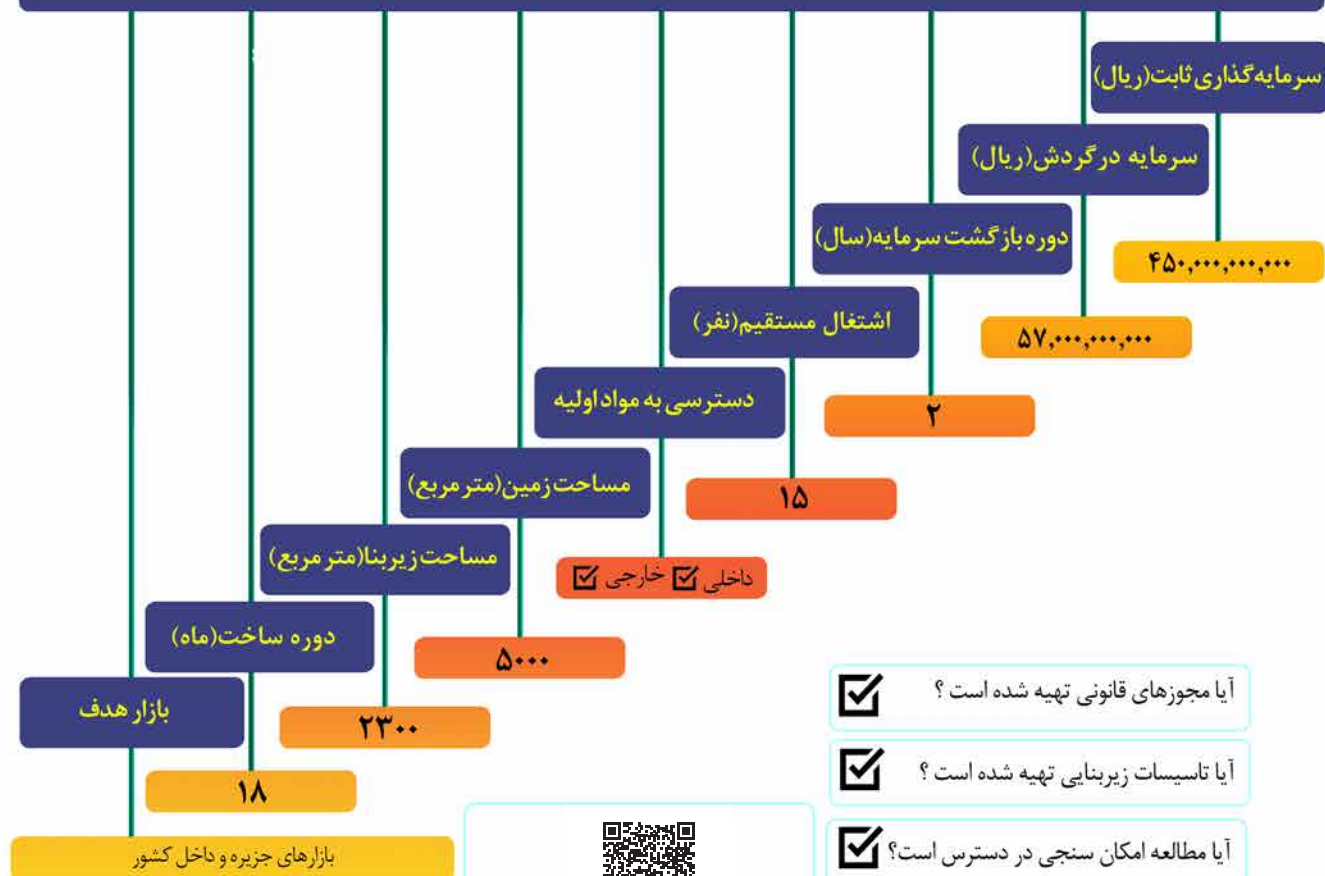 سرمایه‌گذاری ثابت(ریال)
۴۵۰,۰۰۰,۰۰۰,۰۰۰
سرمایه در گردش(ریال)
۵۷,۰۰۰,۰۰۰,۰۰۰
دوره بازگشت سرمایه(سال)
۲
اشتغال مستقیم(نفر)
۱۵
دسترسی به مواد اولیه
داخلی ☑ خارجی ☑
مساحت زمین(متر مربع)
۵۰۰۰
مساحت زیربنا(متر مربع)
۲۳۰۰
دوره ساخت(ماه)
۱۸
بازار هدف
بازارهای جزیره و داخل کشور
آیا مجوزهای قانونی تهیه شده است ؟ ☑
آیا تاسیسات زیربنایی تهیه شده است ؟ ☑
آیا مطالعه امکان سنجی در دسترس است؟ ☑